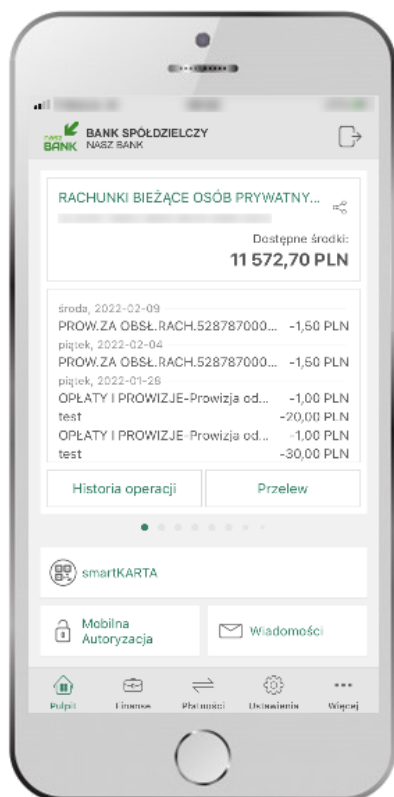 NASZ BANK
BANK SPÓŁDZIELCZY
NASZ BANK
RACHUNKI BIEŻĄCE OSÓB PRYWATNY...
Dostępne środki:
11 572,70 PLN
środa, 2022-02-09
PROW.ZA OBSŁ.RACH.528787000... -1,50 PLN
piątek, 2022-02-04
PROW.ZA OBSŁ.RACH.528787000... -1,50 PLN
piątek, 2022-01-28
OPŁATY I PROWIZJE-Prowizja od... -1,00 PLN
test -20,00 PLN
OPŁATY I PROWIZJE-Prowizja od... -1,00 PLN
test -30,00 PLN
Historia operacji Przelew
smartKARTA
Mobilna
Autoryzacja
Wiadomości
Pulpit Finanse Płatności Ustawienia Więcej